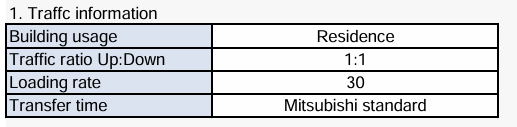 1. Traffc information
Building usage Residence
Traffic ratio Up:Down 1:1
Loading rate 30
Transfer time Mitsubishi standard